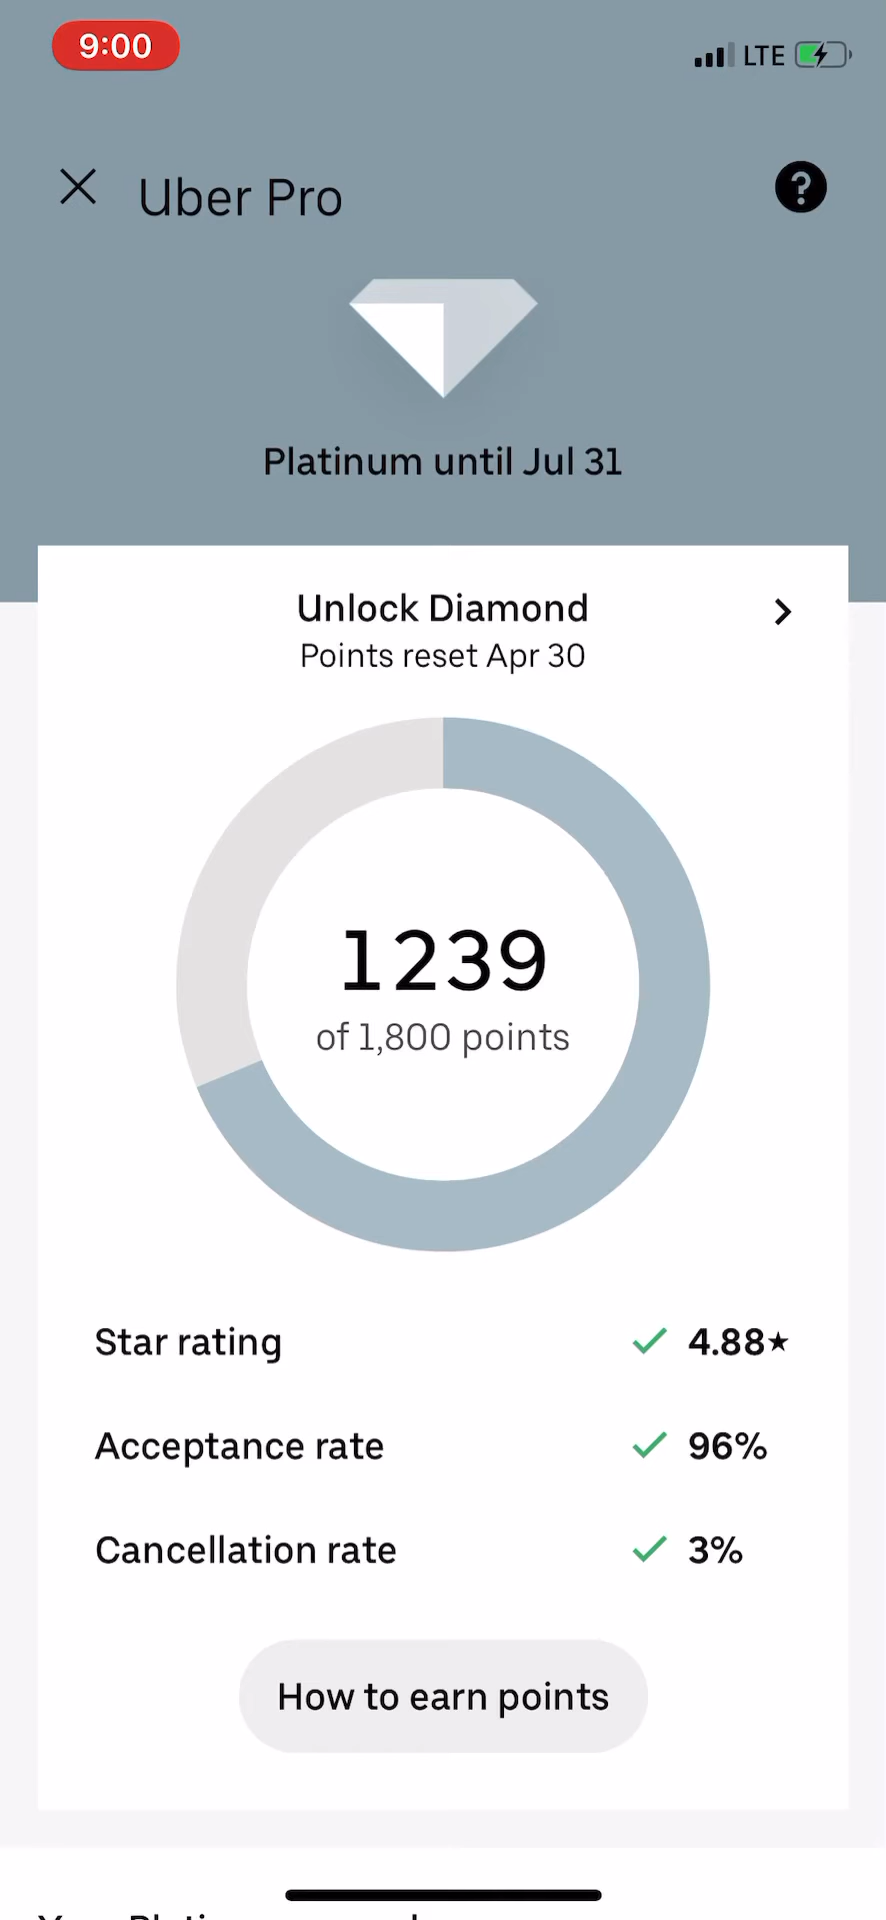 9:00
LTE
Uber Pro
?
Platinum until Jul 31
Unlock Diamond
Points reset Apr 30
1239
of 1,800 points
Star rating 4.88★
Acceptance rate 96%
Cancellation rate 3%
How to earn points